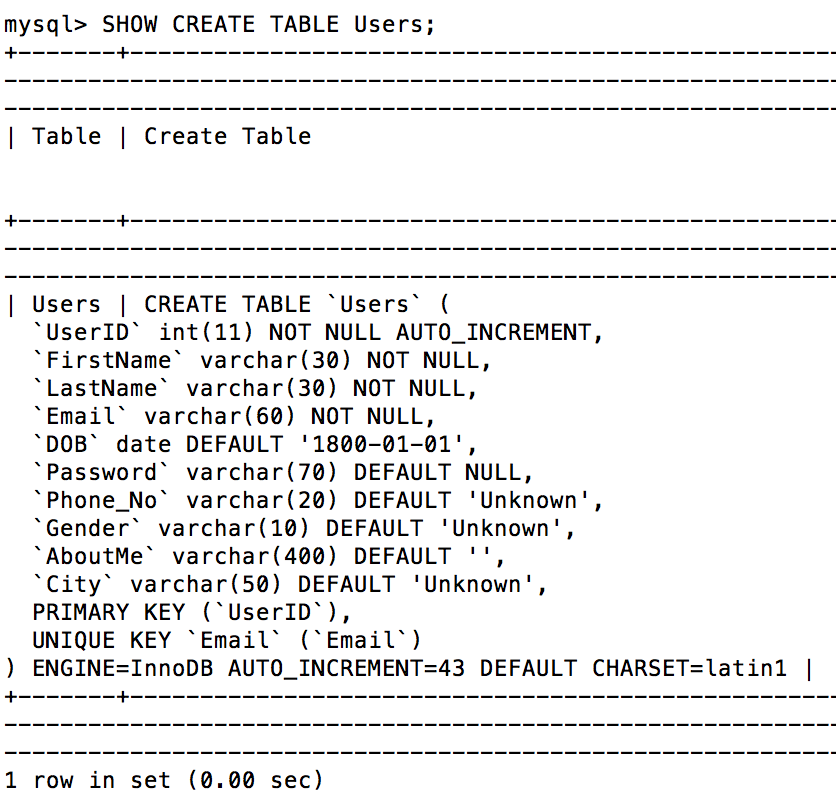 mysql> SHOW CREATE TABLE Users;
+-------+---------------------------------------------------
------------------------------------------------------------
------------------------------------------------------------
| Table | Create Table
+-------+---------------------------------------------------
------------------------------------------------------------
------------------------------------------------------------
| Users | CREATE TABLE `Users` (
  `UserID` int(11) NOT NULL AUTO_INCREMENT,
  `FirstName` varchar(30) NOT NULL,
  `LastName` varchar(30) NOT NULL,
  `Email` varchar(60) NOT NULL,
  `DOB` date DEFAULT '1800-01-01',
  `Password` varchar(70) DEFAULT NULL,
  `Phone_No` varchar(20) DEFAULT 'Unknown',
  `Gender` varchar(10) DEFAULT 'Unknown',
  `AboutMe` varchar(400) DEFAULT '',
  `City` varchar(50) DEFAULT 'Unknown',
  PRIMARY KEY (`UserID`),
  UNIQUE KEY `Email` (`Email`)
) ENGINE=InnoDB AUTO_INCREMENT=43 DEFAULT CHARSET=latin1 |
+-------+---------------------------------------------------
------------------------------------------------------------
------------------------------------------------------------
1 row in set (0.00 sec)